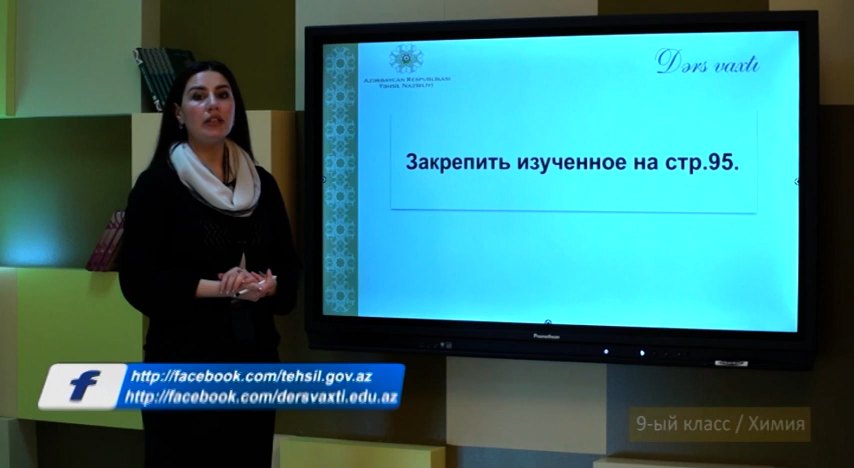 AZƏRBAYCAN RESPUBLİKASI
TƏHSİL NAZİRLİYİ
Dərs vaxtı
Закрепить изученное на стр.95.
Promethean
http://facebook.com/tehsil.gov.az
http://facebook.com/dersvaxti.edu.az
9-ый класс / Химия